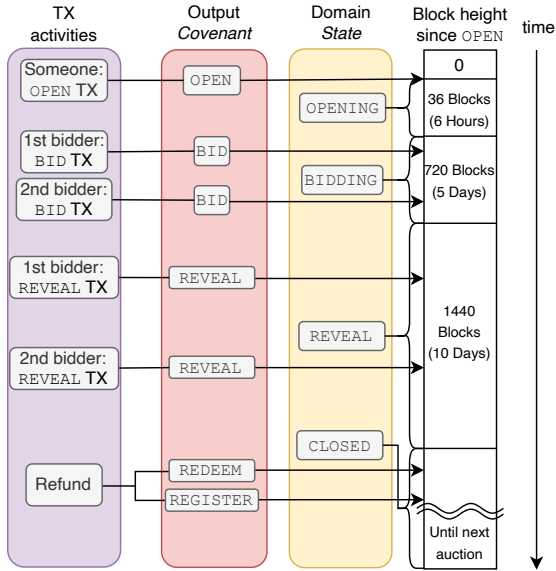 TX
activities
Output
Covenant
Domain
State
Block height
since OPEN
time
Someone:
OPEN TX
OPEN
0
OPENING
36 Blocks
(6 Hours)
1st bidder:
BID TX
BID
BIDDING
720 Blocks
(5 Days)
2nd bidder:
BID TX
BID
1st bidder:
REVEAL TX
REVEAL
1440
Blocks
(10 Days)
REVEAL
2nd bidder:
REVEAL TX
REVEAL
CLOSED
Refund
REDEEM
REGISTER
Until next
auction